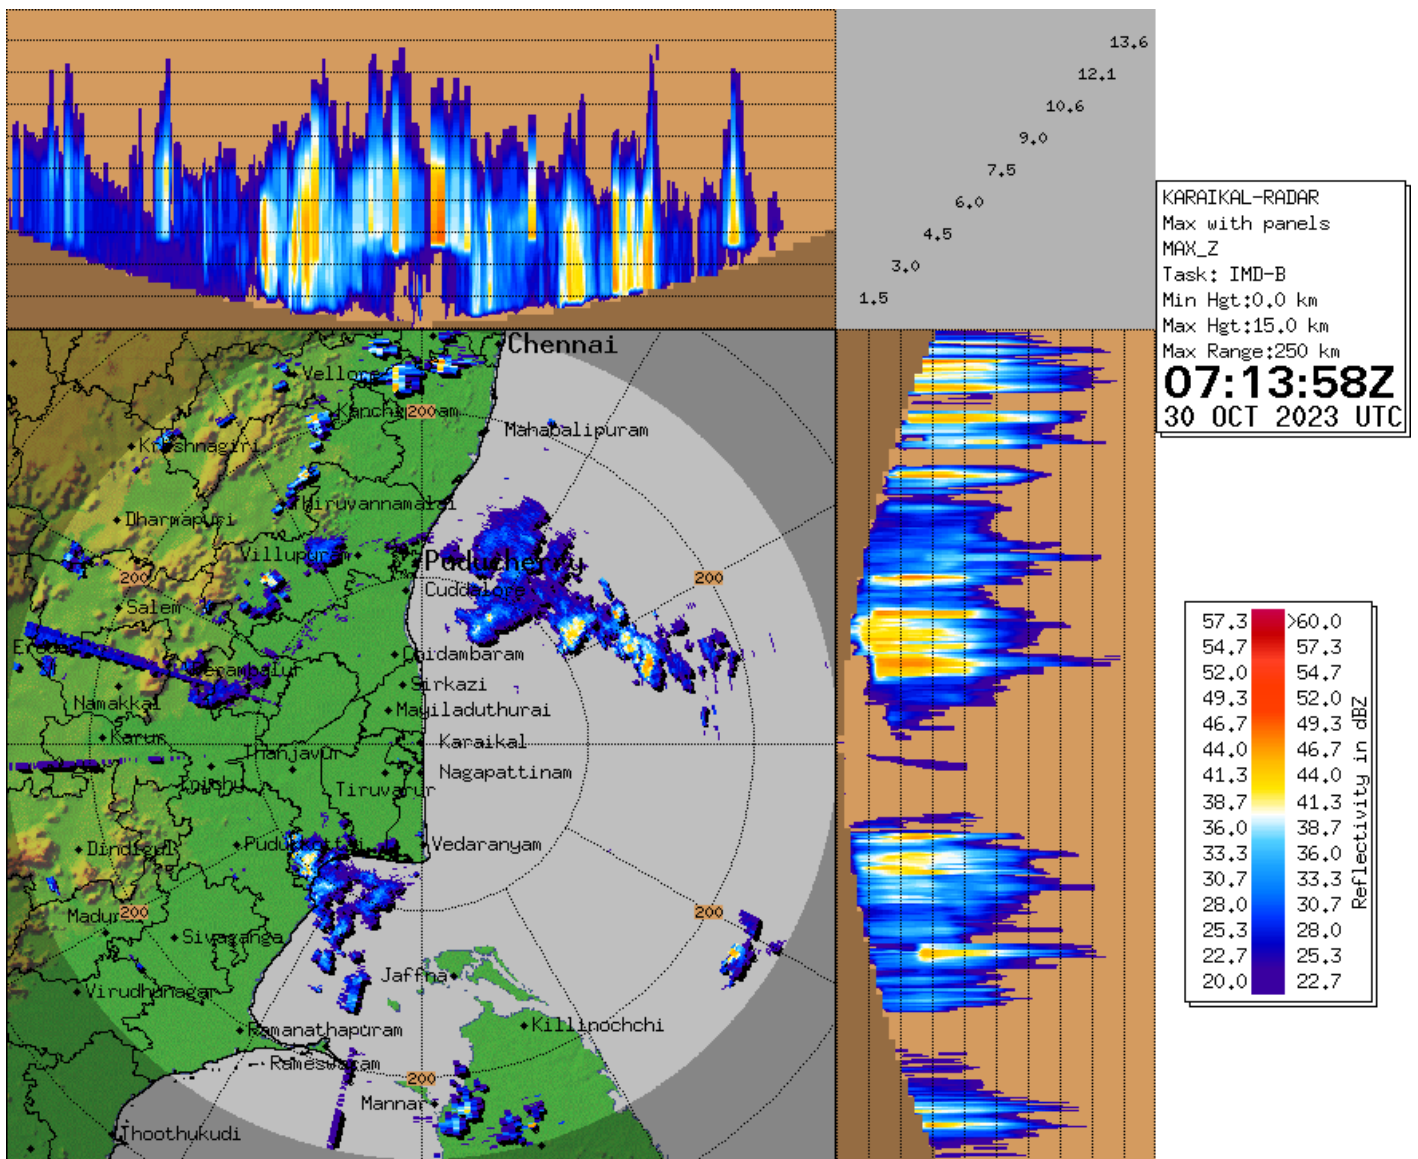 13.6
12.1
10.6
9.0
7.5
6.0
4.5
3.0
1.5
KARAIKAL-RADAR
Max with panels
MAX_Z
Task: IMD-B
Min Hgt:0.0 km
Max Hgt:15.0 km
Max Range:250 km
07:13:58Z
30 OCT 2023 UTC
Chennai
Vellore
200
Mahabalipuram
Krishnagiri
Tiruvannamalai
Dharmapuri
Villupuram
Puducherry
200
200
Cuddalore
Salem
Chidambaram
Perambalur
Sirkazi
Namakkal
Mayiladuthurai
Karur
Karaikal
Thanjavur
Nagapattinam
Tiruvarur
Dindigul
Pudukkottai
Vedaranyam
200
200
Sivaganga
Jaffna
Virudhunagar
Killinochchi
Ramanathapuram
Rameswaram
200
Mannar
Thoothukudi
57.3 >60.0
54.7 57.3
52.0 54.7
49.3 52.0
46.7 49.3
44.0 46.7
41.3 44.0
38.7 41.3
36.0 38.7
33.3 36.0
30.7 33.3
28.0 30.7
25.3 28.0
22.7 25.3
20.0 22.7
Reflectivity in dBZ